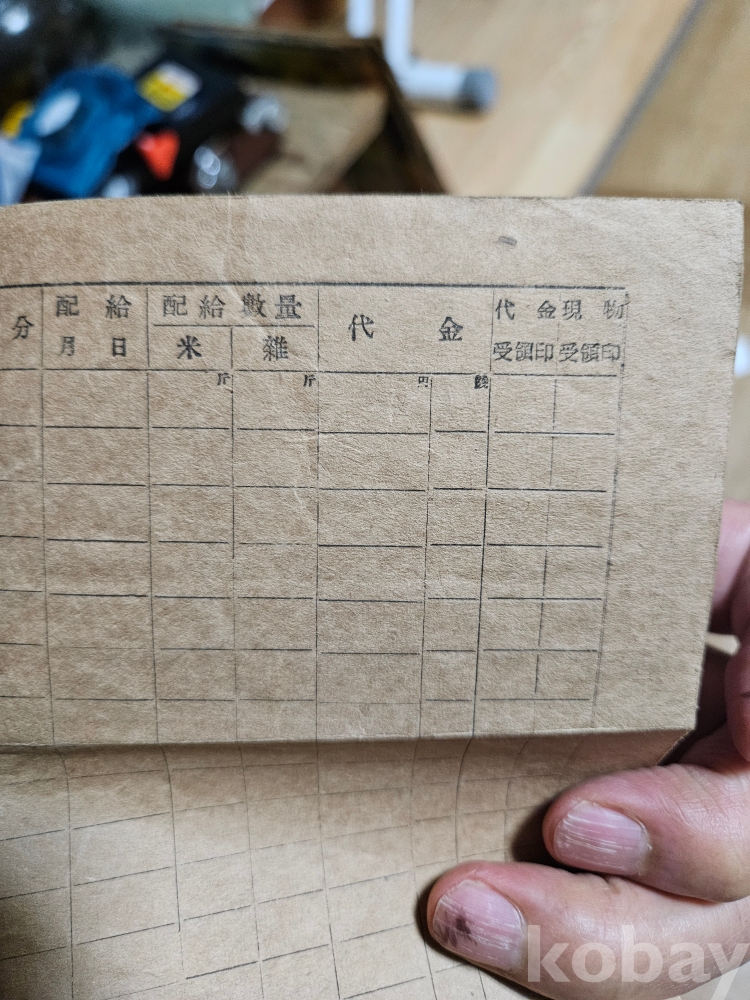 分 配給月日 配給數量 代金 代金受領印 現物受領印
米 雜
斤 斤 円 錢
kobay